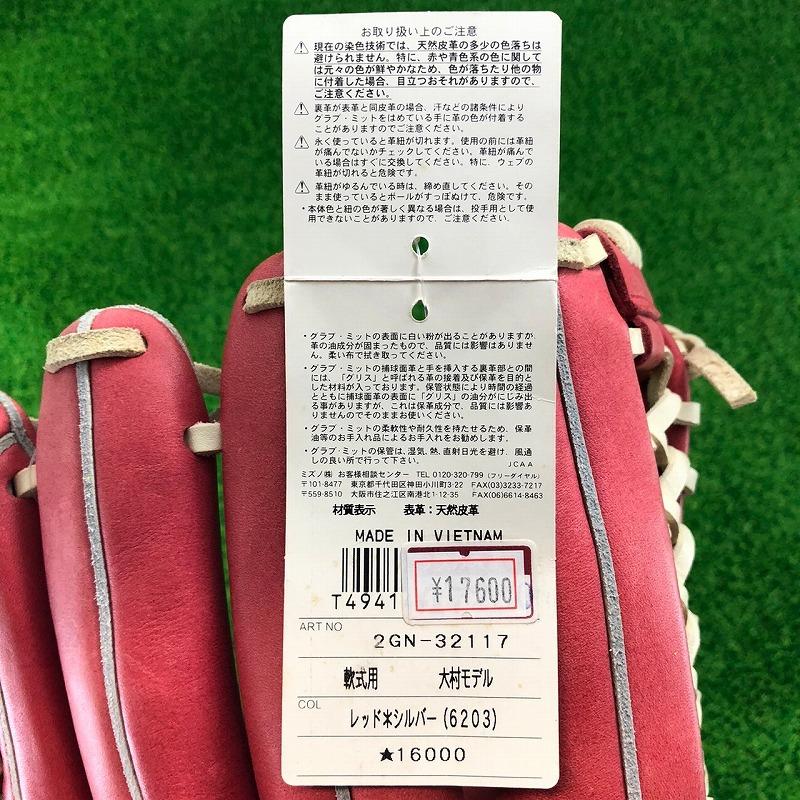 お取り扱い上のご注意
現在の染色技術では、天然皮革の多少の色落ちは
避けられません。特に、赤や青色系の色に関して
は元々の色が鮮やかなため、色が落ちたり他の物
に付着した場合、目立つおそれがありますので、
ご注意ください。
裏革が表革と同皮革の場合、汗などの諸条件により
グラブ・ミットをはめている手に革の色が付着する
ことがありますのでご注意ください。
永く使っていると革紐が切れます。使用の前には革紐
が痛んでないかチェックしてください。革紐が痛んで
いる場合はすぐに交換してください。特に、ウェブの
革紐が切れると危険です。
革紐がゆるんでいる時は、締め直してください。その
まま使っているとボールがすっぽぬけて、危険です。
・本体色と紐の色が著しく異なる場合は、投手用として使
用できないことがありますので、ご注意ください。
・グラブ・ミットの表面に白い粉が出ることがありますが、
革の油成分が固まったもので、品質には影響はありませ
ん。柔い布で拭き取ってください。
・グラブ・ミットの捕球面革と手を挿入する裏革部との間
には、「グリス」と呼ばれる革の接着及び保革を目的と
した材料が入っております。保管状態により時間の経過
とともに捕球面革の表面に「グリス」の油分がにじみ出
る事がありますが、これは保革成分で、品質には影響あ
りませんのでそのままお使いください。
・グラブ・ミットの柔軟性や耐久性を持たせるため、保革
油等のお手入れ品によるお手入れをお勧めします。
・グラブ・ミットの保管は、湿気、熱、直射日光を避け、風通
しの良い所で行って下さい。
JCAA
ミズノ㈱ お客様相談センター TEL 0120・320・799 (フリーダイヤル)
〒101-8477 東京都千代田区神田小川町3-22 FAX(03)3233-7217
〒559-8510 大阪市住之江区南港北1-12-35 FAX(06)6614-8463
材質表示 表革：天然皮革
MADE IN VIETNAM
¥17600
T4941
ART NO
2GN-32117
軟式用 大村モデル
COL
レッド✱シルバー(6203)
★16000